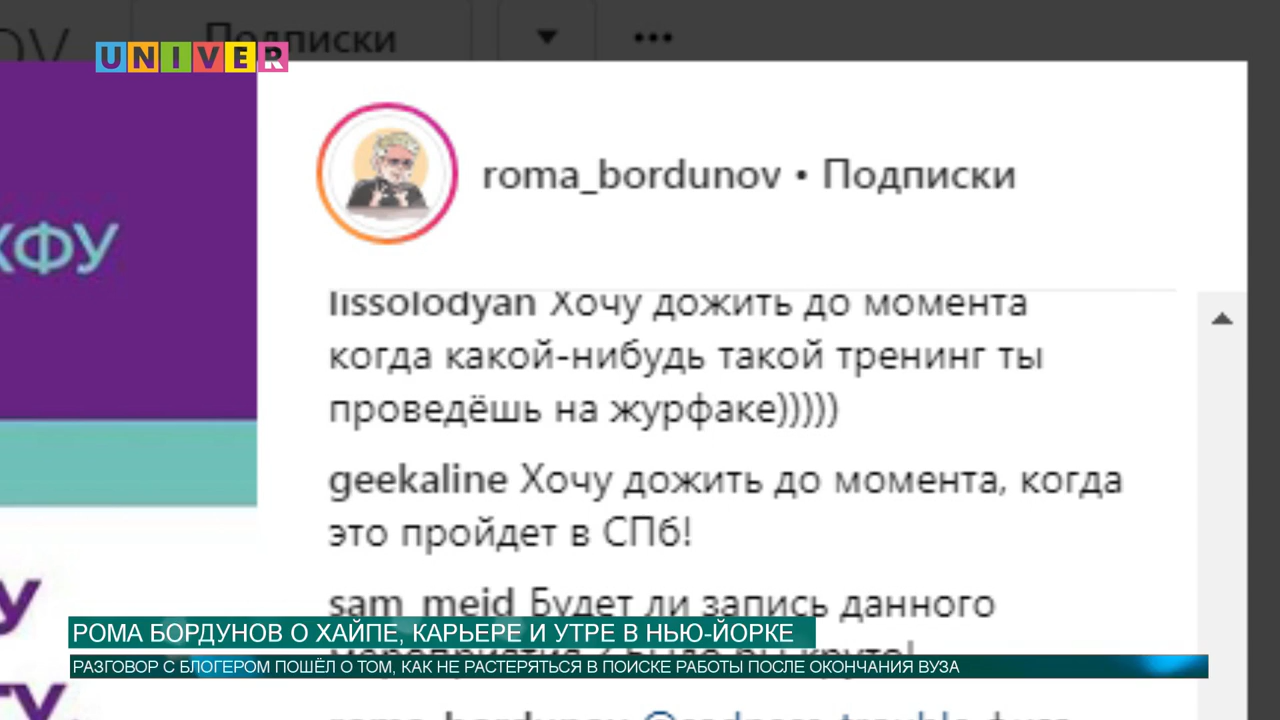 Подписки
UNIVER
КФУ
roma_bordunov • Подписки
lissolodyan Хочу дожить до момента
когда какой-нибудь такой тренинг ты
проведёшь на журфаке)))))
geekaline Хочу дожить до момента, когда
это пройдет в СПб!
sam_meid Будет ли запись данного
РОМА БОРДУНОВ О ХАЙПЕ, КАРЬЕРЕ И УТРЕ В НЬЮ-ЙОРКЕ
РАЗГОВОР С БЛОГЕРОМ ПОШЁЛ О ТОМ, КАК НЕ РАСТЕРЯТЬСЯ В ПОИСКЕ РАБОТЫ ПОСЛЕ ОКОНЧАНИЯ ВУЗА